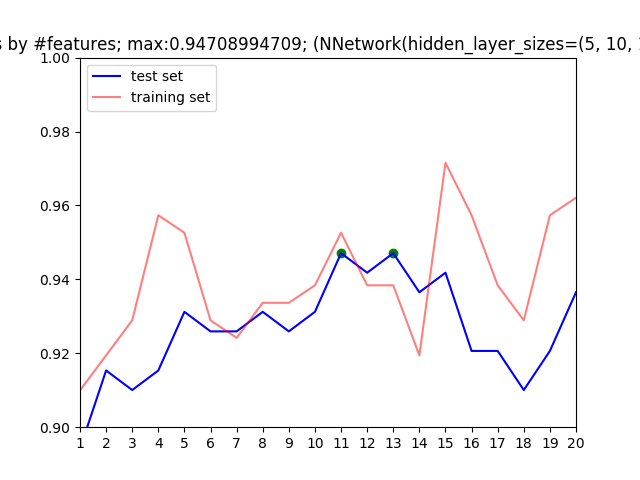 s by #features; max:0.94708994709; (NNetwork(hidden_layer_sizes=(5, 10,
test set
training set
1.00
0.98
0.96
0.94
0.92
0.90
1 2 3 4 5 6 7 8 9 10 11 12 13 14 15 16 17 18 19 20